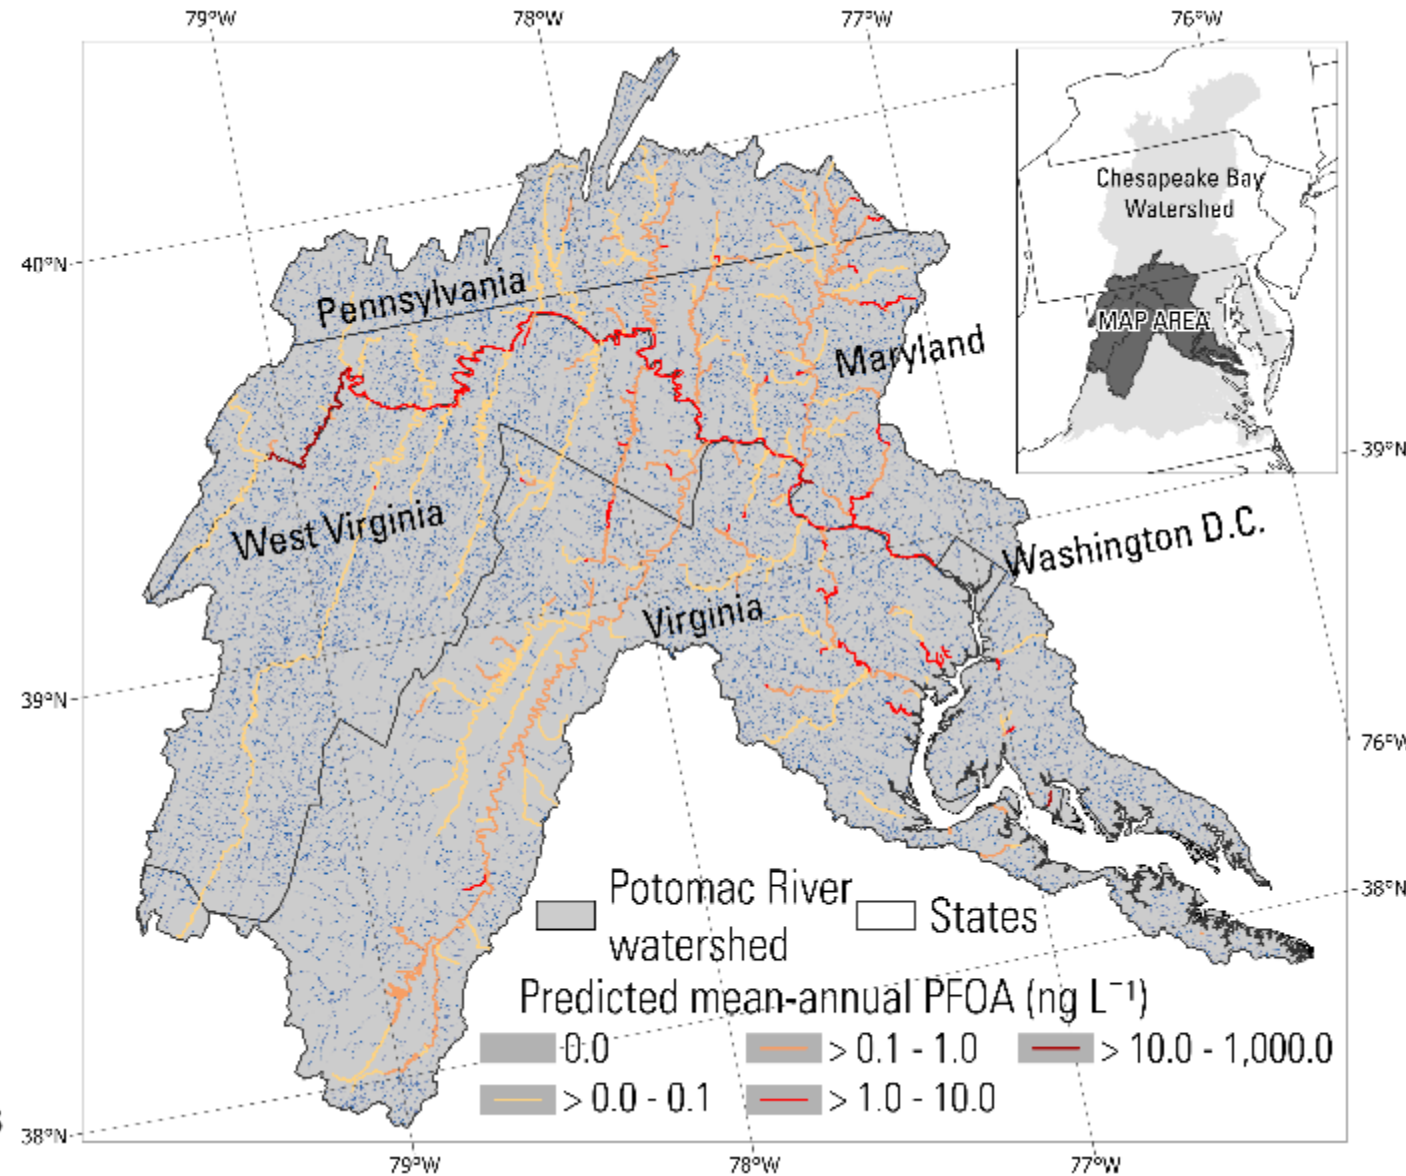 79°W
78°W
77°W
76°W
Chesapeake Bay
Watershed
40°N
Pennsylvania
MAP AREA
Maryland
39°N
West Virginia
Washington D.C.
Virginia
39°N
76°W
Potomac River
watershed
States
38°N
Predicted mean-annual PFOA (ng L⁻¹)
0.0
> 0.1 - 1.0
> 10.0 - 1,000.0
> 0.0 - 0.1
> 1.0 - 10.0
38°N
79°W
78°W
77°W